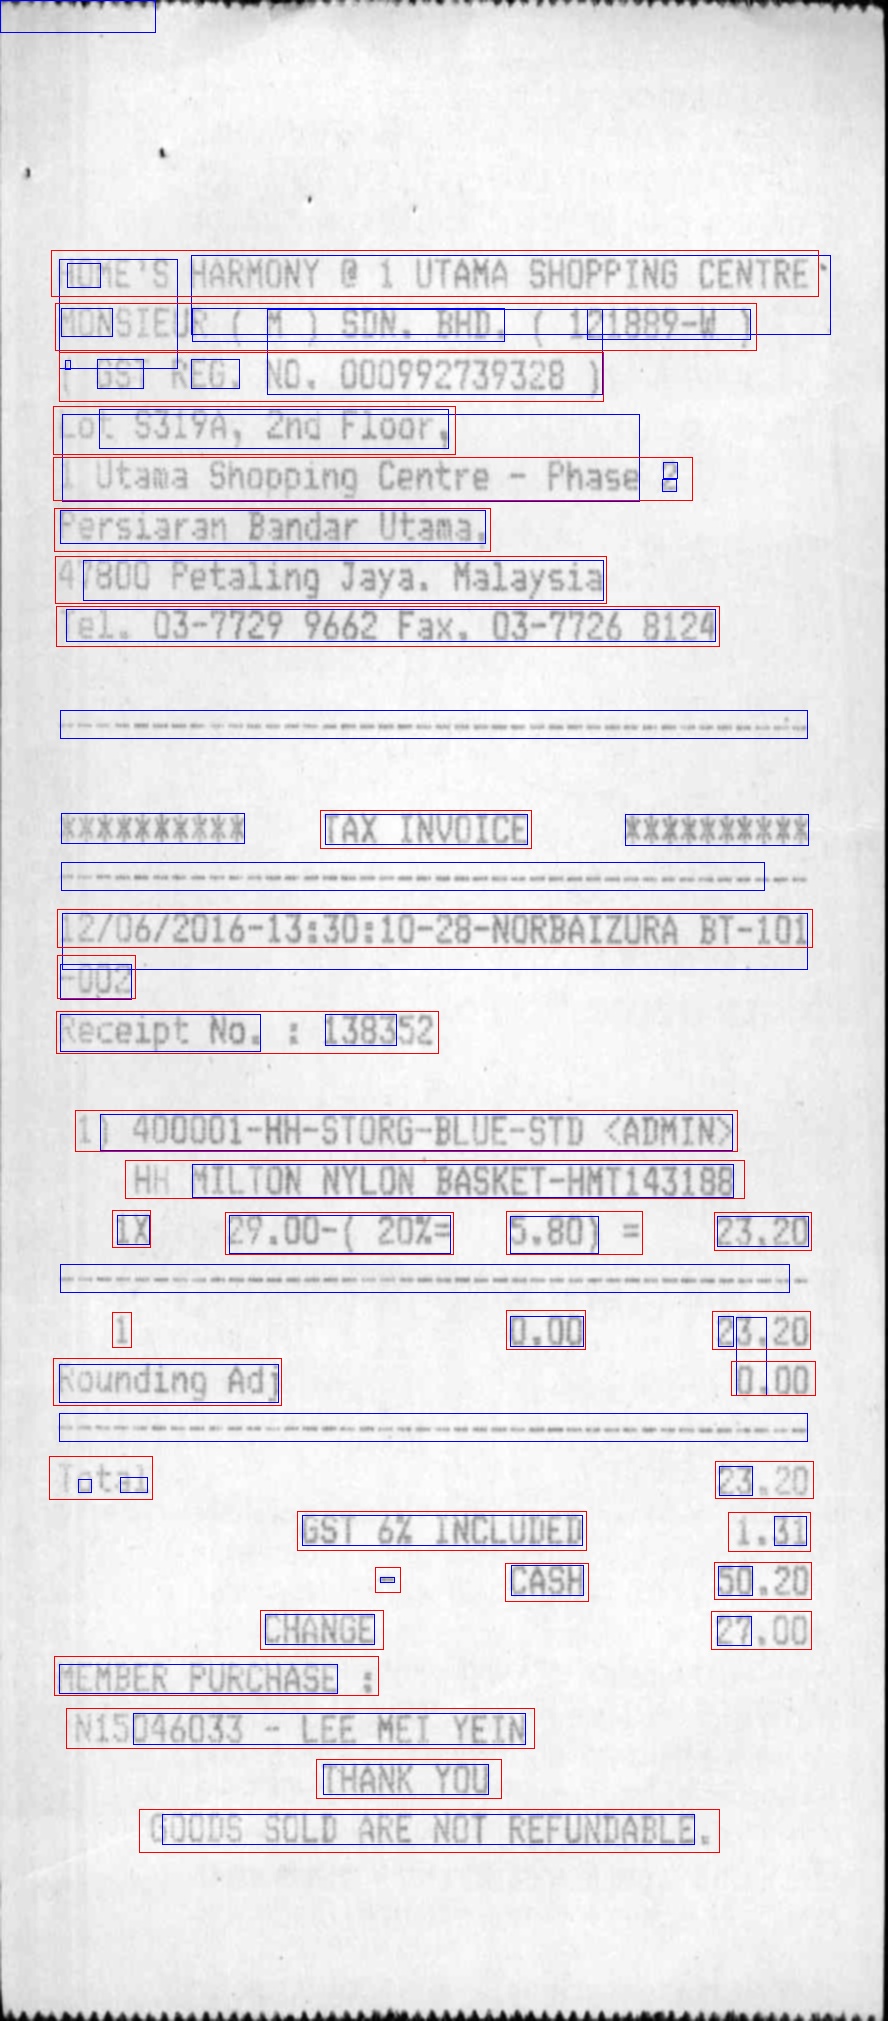 HOME'S HARMONY @ 1 UTAMA SHOPPING CENTRE
MONSIEUR ( M ) SDN. BHD. ( 121889-W )
( GST REG. NO. 000992739328 )
Lot S319A, 2nd Floor,
1 Utama Shopping Centre - Phase 2
Persiaran Bandar Utama,
47800 Petaling Jaya. Malaysia
Tel. 03-7729 9662 Fax. 03-7726 8124
----------------------------------------
********** TAX INVOICE **********
----------------------------------------
12/06/2016-13:30:10-28-NORBAIZURA BT-101
-002
Receipt No. : 138352
1) 400001-HH-STORG-BLUE-STD <ADMIN>
HH MILTON NYLON BASKET-HMT143188
1X 29.00-( 20%= 5.80) = 23.20
----------------------------------------
1 0.00 23.20
Rounding Adj 0.00
----------------------------------------
Total 23.20
GST 6% INCLUDED 1.31
- CASH 50.20
CHANGE 27.00
MEMBER PURCHASE :
N15046033 - LEE MEI YEIN
THANK YOU
GOODS SOLD ARE NOT REFUNDABLE.